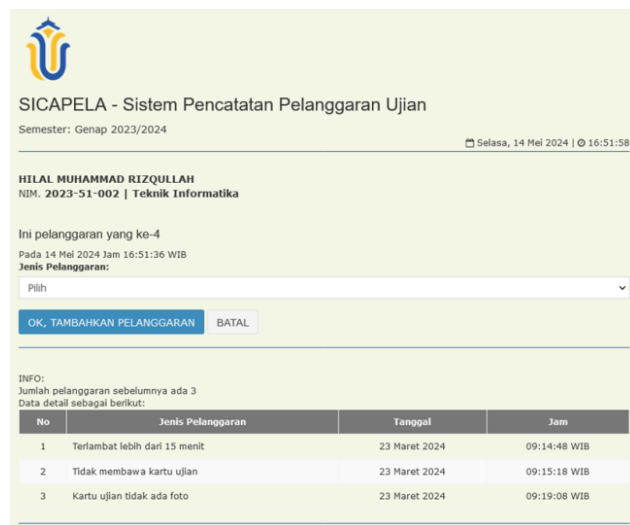 SICAPELA - Sistem Pencatatan Pelanggaran Ujian
Semester: Genap 2023/2024
Selasa, 14 Mei 2024 | 16:51:58
HILAL MUHAMMAD RIZQULLAH
NIM. 2023-51-002 | Teknik Informatika
Ini pelanggaran yang ke-4
Pada 14 Mei 2024 Jam 16:51:36 WIB
Jenis Pelanggaran:
Pilih
OK, TAMBAHKAN PELANGGARAN BATAL
INFO:
Jumlah pelanggaran sebelumnya ada 3
Data detail sebagai berikut:
No Jenis Pelanggaran Tanggal Jam
1 Terlambat lebih dari 15 menit 23 Maret 2024 09:14:48 WIB
2 Tidak membawa kartu ujian 23 Maret 2024 09:15:18 WIB
3 Kartu ujian tidak ada foto 23 Maret 2024 09:19:08 WIB